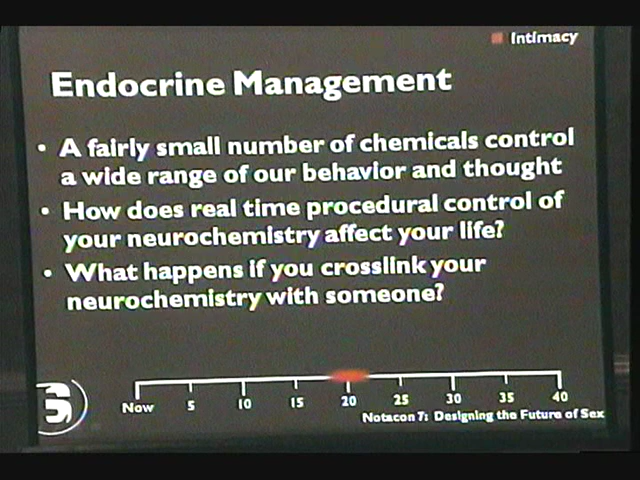 Intimacy
Endocrine Management
• A fairly small number of chemicals control
a wide range of our behavior and thought
• How does real time procedural control of
your neurochemistry affect your life?
• What happens if you crosslink your
neurochemistry with someone?
Now 5 10 15 20 25 30 35 40
Notacon 7: Designing the Future of Sex